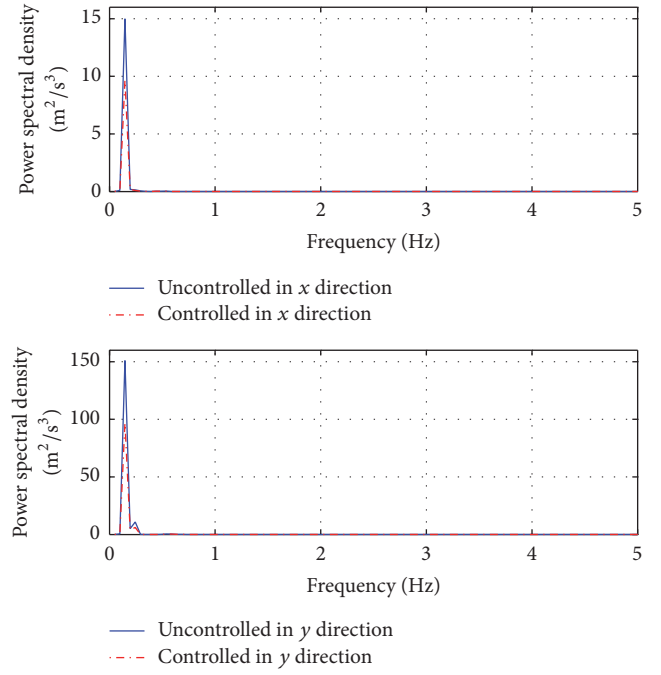 Power spectral density
(m²/s³)
15
10
5
0
0 1 2 3 4 5
Frequency (Hz)
Uncontrolled in x direction
Controlled in x direction
Power spectral density
(m²/s³)
150
100
50
0
0 1 2 3 4 5
Frequency (Hz)
Uncontrolled in y direction
Controlled in y direction